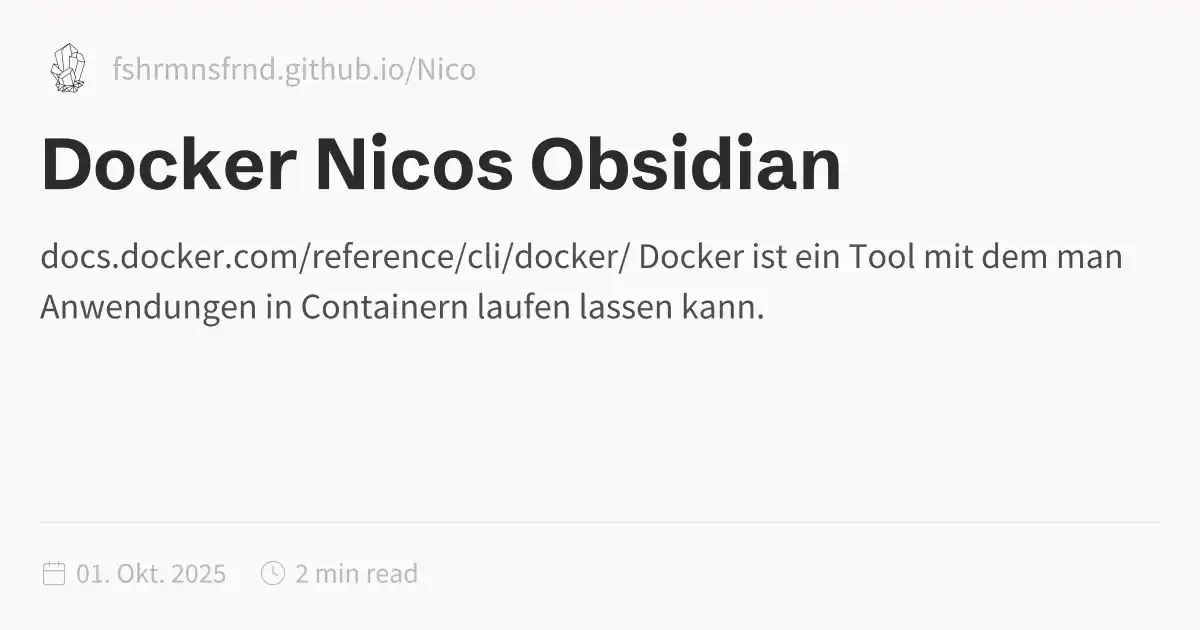 fshrmnsfrnd.github.io/Nico
Docker Nicos Obsidian
docs.docker.com/reference/cli/docker/ Docker ist ein Tool mit dem man
Anwendungen in Containern laufen lassen kann.
01. Okt. 2025 2 min read